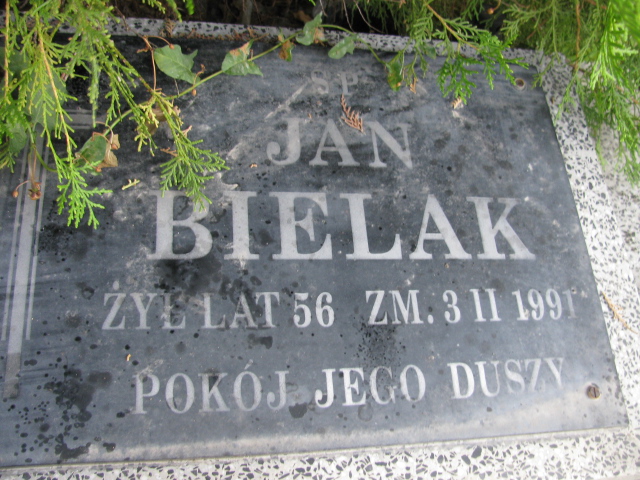 Ś P
JAN
BIELAK
ŻYŁ LAT 56 ZM. 3 II 1991
POKÓJ JEGO DUSZY